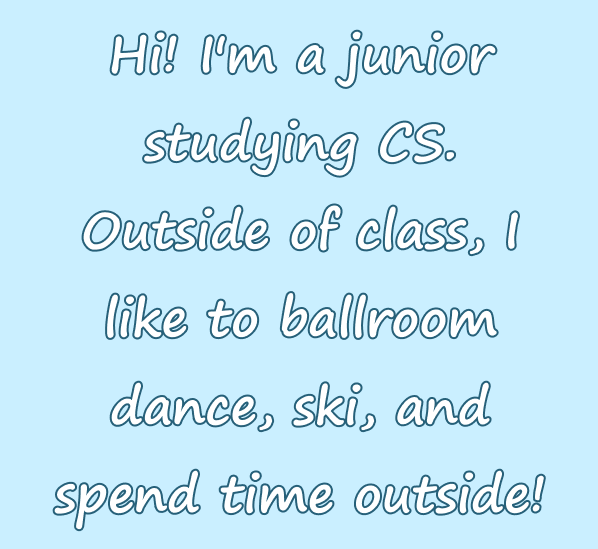 Hi! I'm a junior
studying CS.
Outside of class, I
like to ballroom
dance, ski, and
spend time outside!